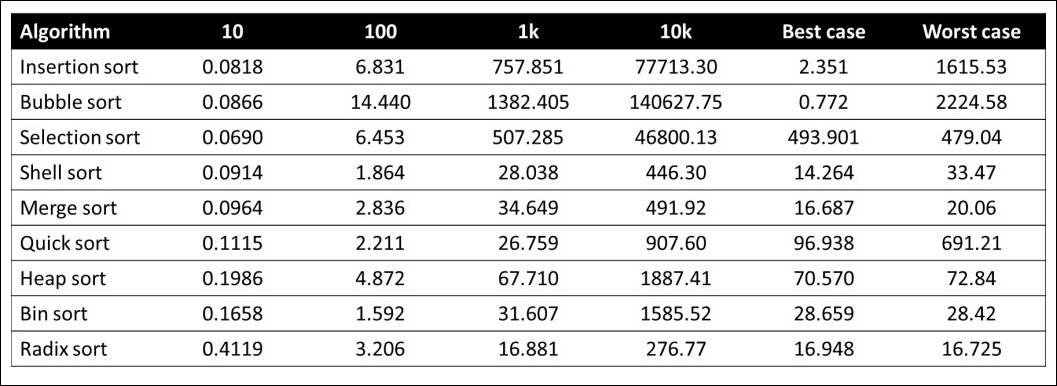 Algorithm 10 100 1k 10k Best case Worst case
Insertion sort 0.0818 6.831 757.851 77713.30 2.351 1615.53
Bubble sort 0.0866 14.440 1382.405 140627.75 0.772 2224.58
Selection sort 0.0690 6.453 507.285 46800.13 493.901 479.04
Shell sort 0.0914 1.864 28.038 446.30 14.264 33.47
Merge sort 0.0964 2.836 34.649 491.92 16.687 20.06
Quick sort 0.1115 2.211 26.759 907.60 96.938 691.21
Heap sort 0.1986 4.872 67.710 1887.41 70.570 72.84
Bin sort 0.1658 1.592 31.607 1585.52 28.659 28.42
Radix sort 0.4119 3.206 16.881 276.77 16.948 16.725